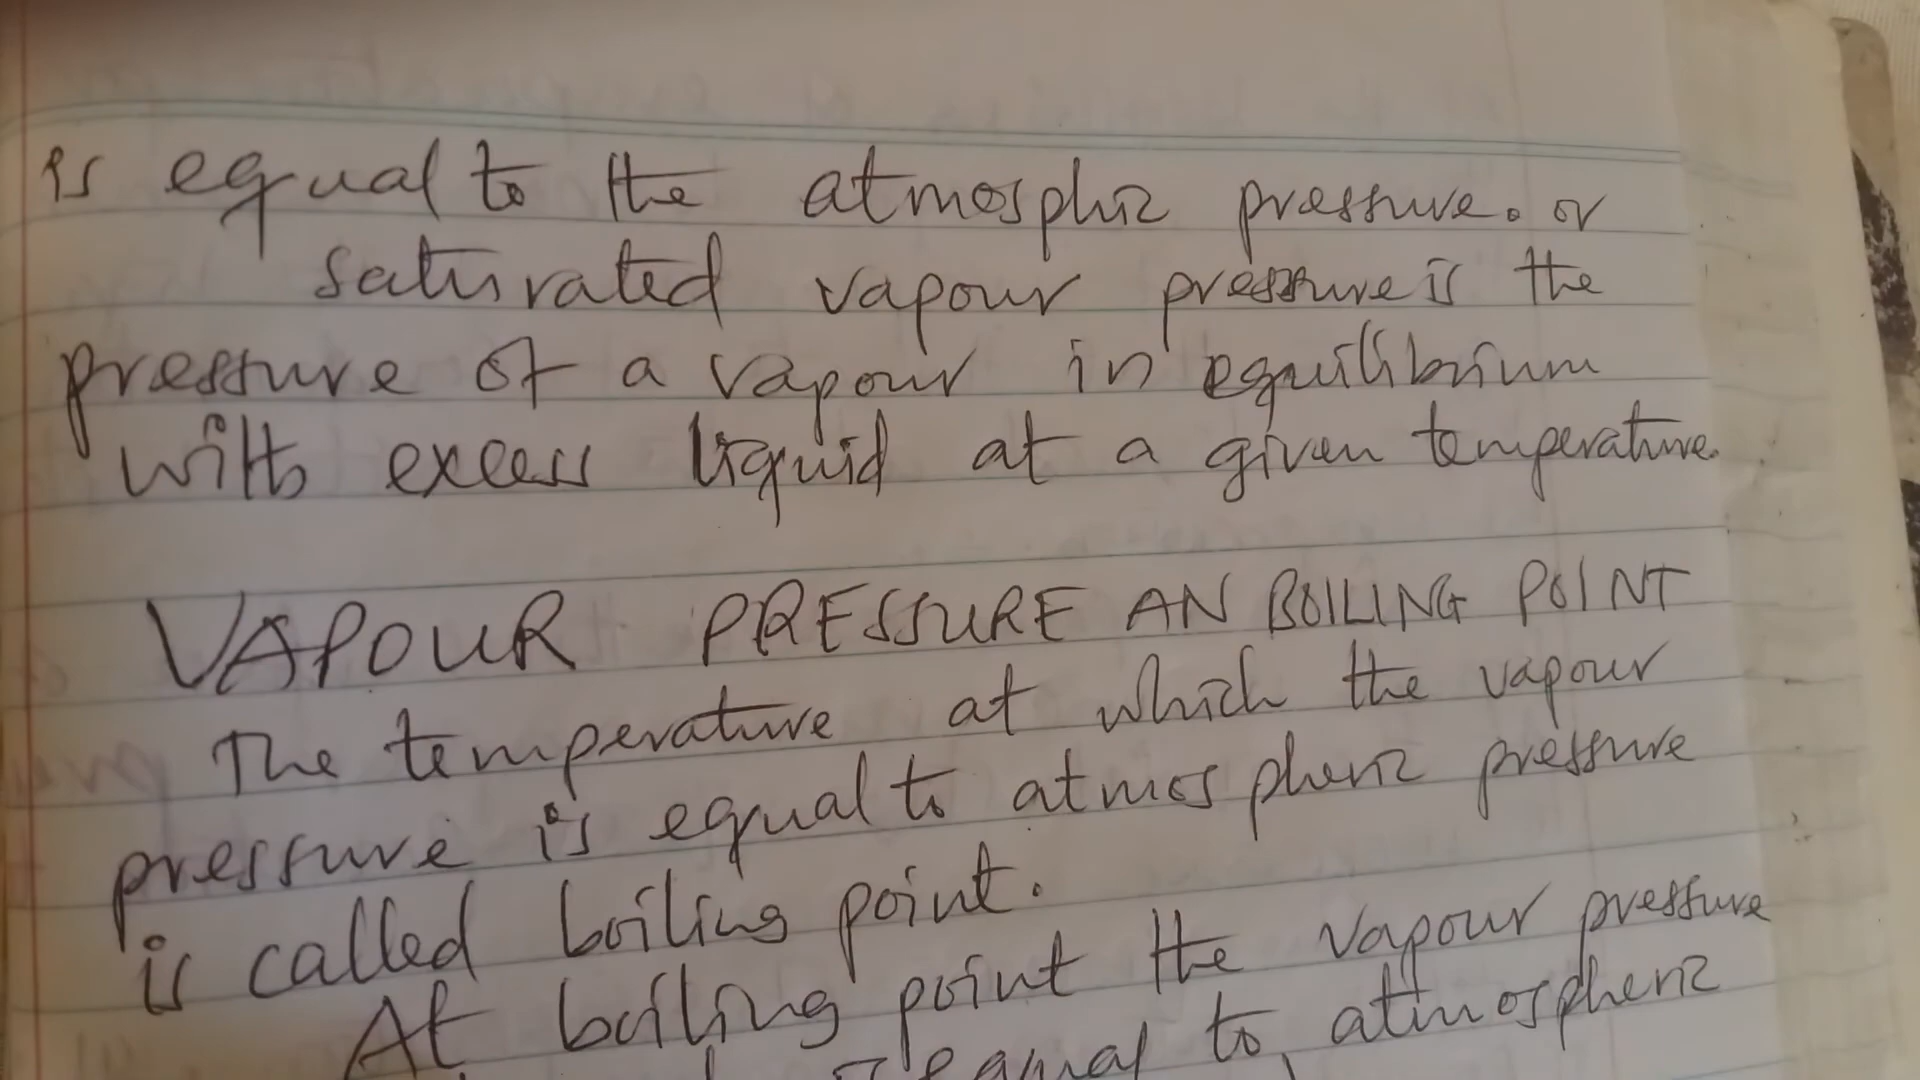 is equal to the atmosphric pressure. or
saturated vapour pressure is the
pressure of a vapour in equilibrium
with excess liquid at a given temperature.
VAPOUR PRESSURE AN BOILING POINT
The temperature at which the vapour
pressure is equal to atmospheric pressure
is called boiling point.
At boiling point the vapour pressure
equal to atmospheric